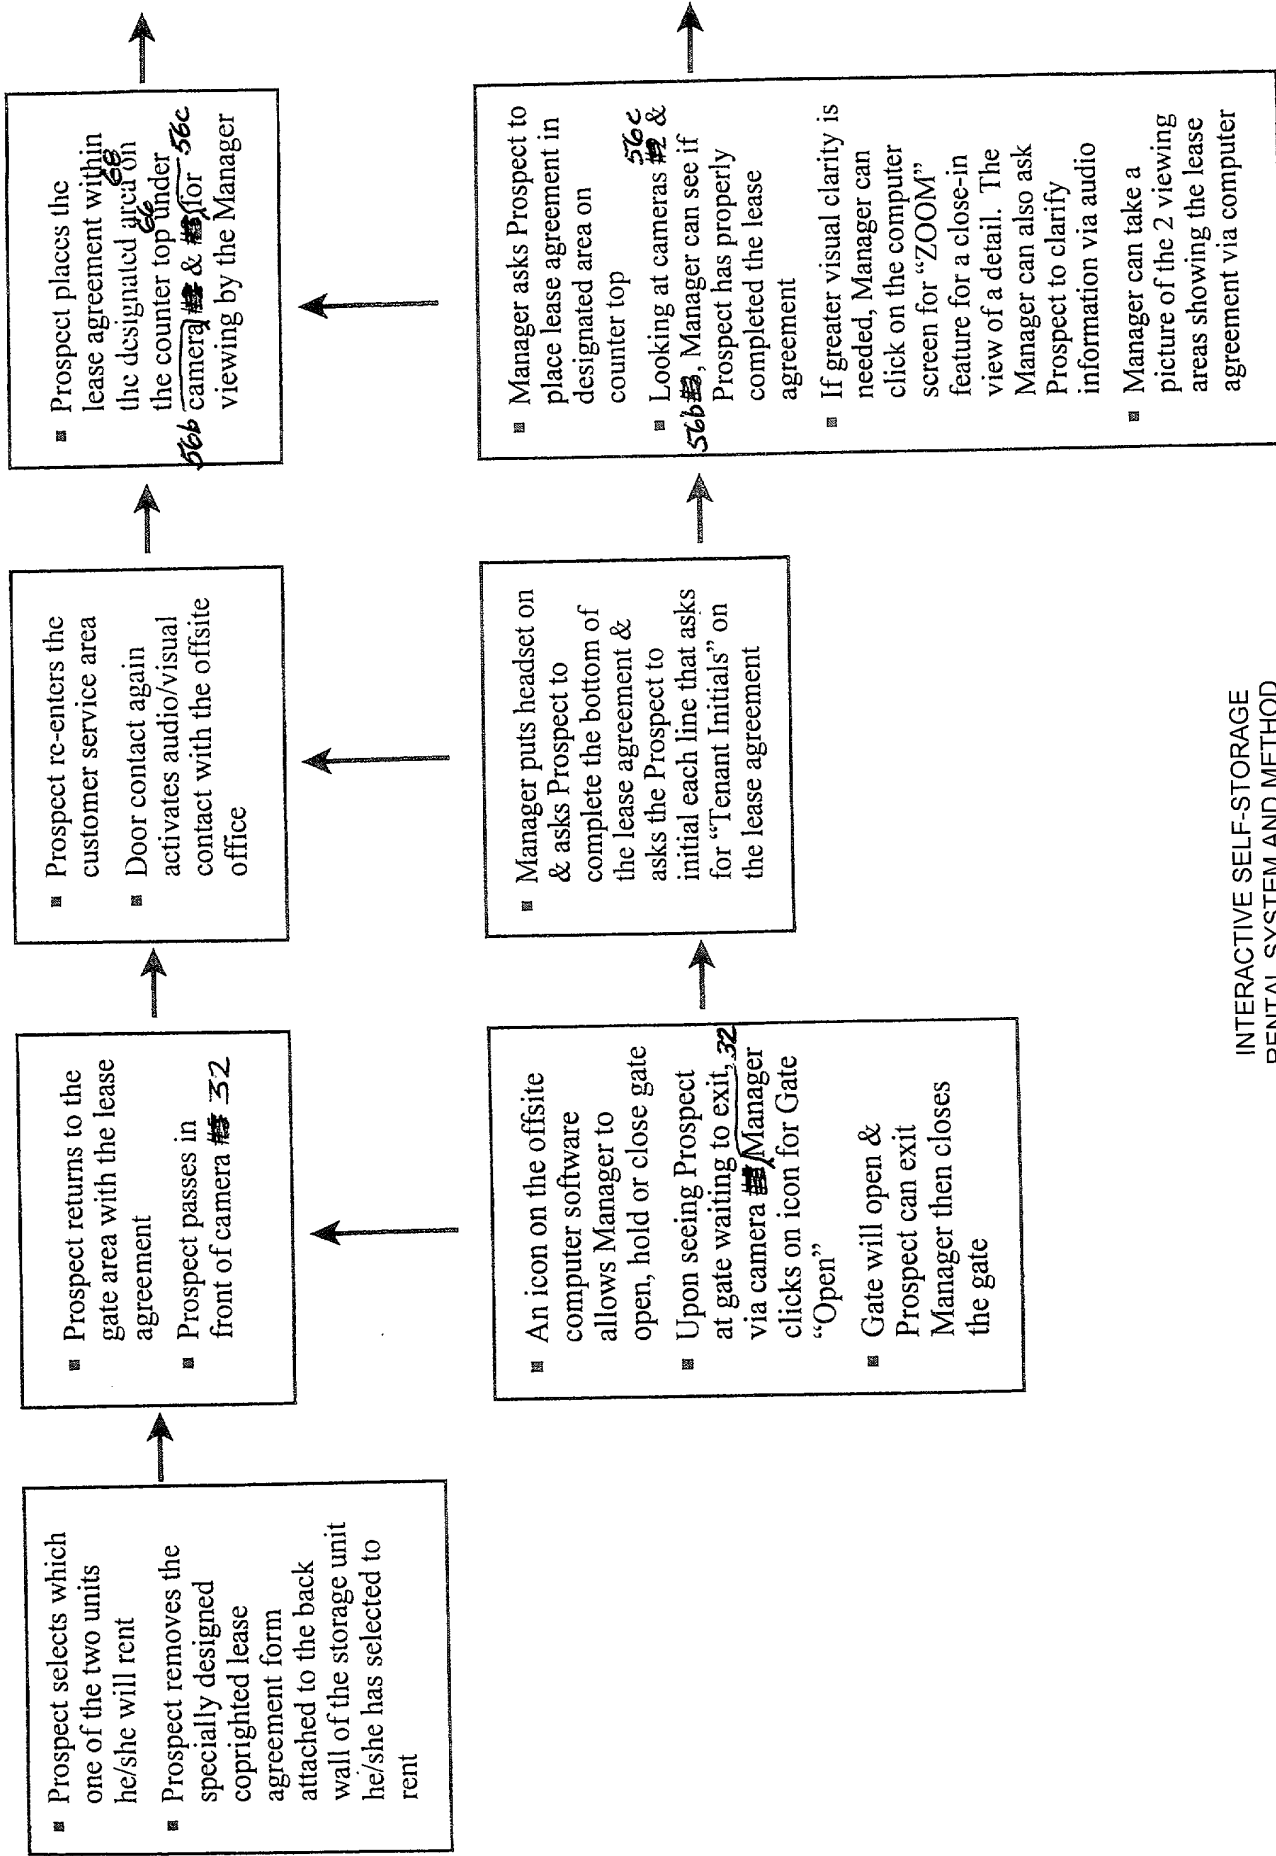 ▪ Prospect selects which
one of the two units
he/she will rent
▪ Prospect removes the
specially designed
coprighted lease
agreement form
attached to the back
wall of the storage unit
he/she has selected to
rent
▪ Prospect returns to the
gate area with the lease
agreement
▪ Prospect passes in
front of camera 32
▪ Prospect re-enters the
customer service area
▪ Door contact again
activates audio/visual
contact with the offsite
office
▪ Prospect places the
lease agreement within
68
the designated area on
66
the counter top under
56b camera & for 56c
viewing by the Manager
▪ An icon on the offsite
computer software
allows Manager to
open, hold or close gate
▪ Upon seeing Prospect
at gate waiting to exit, 32
via camera Manager
clicks on icon for Gate
“Open”
▪ Gate will open &
Prospect can exit
Manager then closes
the gate
▪ Manager puts headset on
& asks Prospect to
complete the bottom of
the lease agreement &
asks the Prospect to
initial each line that asks
for “Tenant Initials” on
the lease agreement
▪ Manager asks Prospect to
place lease agreement in
designated area on
counter top
56c
▪ Looking at cameras #2 &
56b #3, Manager can see if
Prospect has properly
completed the lease
agreement
▪ If greater visual clarity is
needed, Manager can
click on the computer
screen for “ZOOM”
feature for a close-in
view of a detail. The
Manager can also ask
Prospect to clarify
information via audio
▪ Manager can take a
picture of the 2 viewing
areas showing the lease
agreement via computer
INTERACTIVE SELF-STORAGE
RENTAL SYSTEM AND METHOD